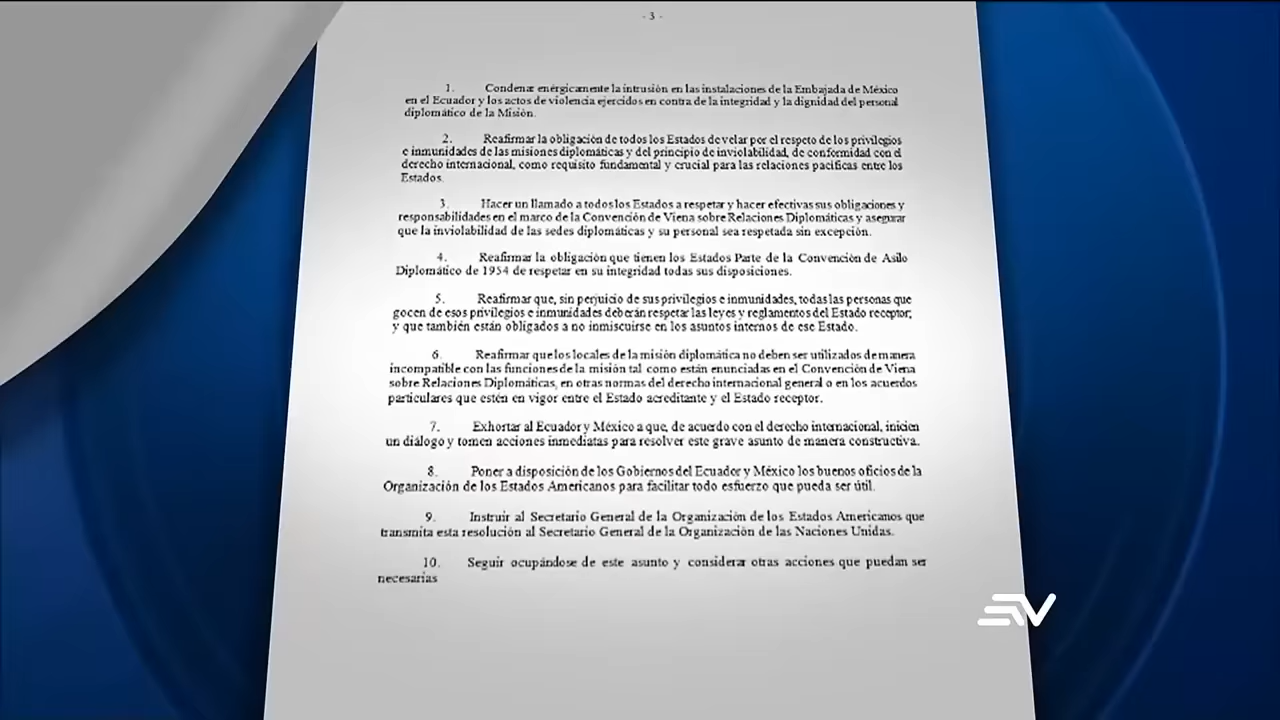 - 3 -
1. Condenar enérgicamente la intrusión en las instalaciones de la Embajada de México
en el Ecuador y los actos de violencia ejercidos en contra de la integridad y la dignidad del personal
diplomático de la Misión.
2. Reafirmar la obligación de todos los Estados de velar por el respeto de los privilegios
e inmunidades de las misiones diplomáticas y del principio de inviolabilidad, de conformidad con el
derecho internacional, como requisito fundamental y crucial para las relaciones pacíficas entre los
Estados.
3. Hacer un llamado a todos los Estados a respetar y hacer efectivas sus obligaciones y
responsabilidades en el marco de la Convención de Viena sobre Relaciones Diplomáticas y asegurar
que la inviolabilidad de las sedes diplomáticas y su personal sea respetada sin excepción.
4. Reafirmar la obligación que tienen los Estados Parte de la Convención de Asilo
Diplomático de 1954 de respetar en su integridad todas sus disposiciones.
5. Reafirmar que, sin perjuicio de sus privilegios e inmunidades, todas las personas que
gocen de esos privilegios e inmunidades deberán respetar las leyes y reglamentos del Estado receptor,
y que también están obligados a no inmiscuirse en los asuntos internos de ese Estado.
6. Reafirmar que los locales de la misión diplomática no deben ser utilizados de manera
incompatible con las funciones de la misión tal como están enunciadas en el Convención de Viena
sobre Relaciones Diplomáticas, en otras normas del derecho internacional general o en los acuerdos
particulares que estén en vigor entre el Estado acreditante y el Estado receptor.
7. Exhortar al Ecuador y México a que, de acuerdo con el derecho internacional, inicien
un diálogo y tomen acciones inmediatas para resolver este grave asunto de manera constructiva.
8. Poner a disposición de los Gobiernos del Ecuador y México los buenos oficios de la
Organización de los Estados Americanos para facilitar todo esfuerzo que pueda ser útil.
9. Instruir al Secretario General de la Organización de los Estados Americanos que
transmita esta resolución al Secretario General de la Organización de las Naciones Unidas.
10. Seguir ocupándose de este asunto y considerar otras acciones que puedan ser
necesarias